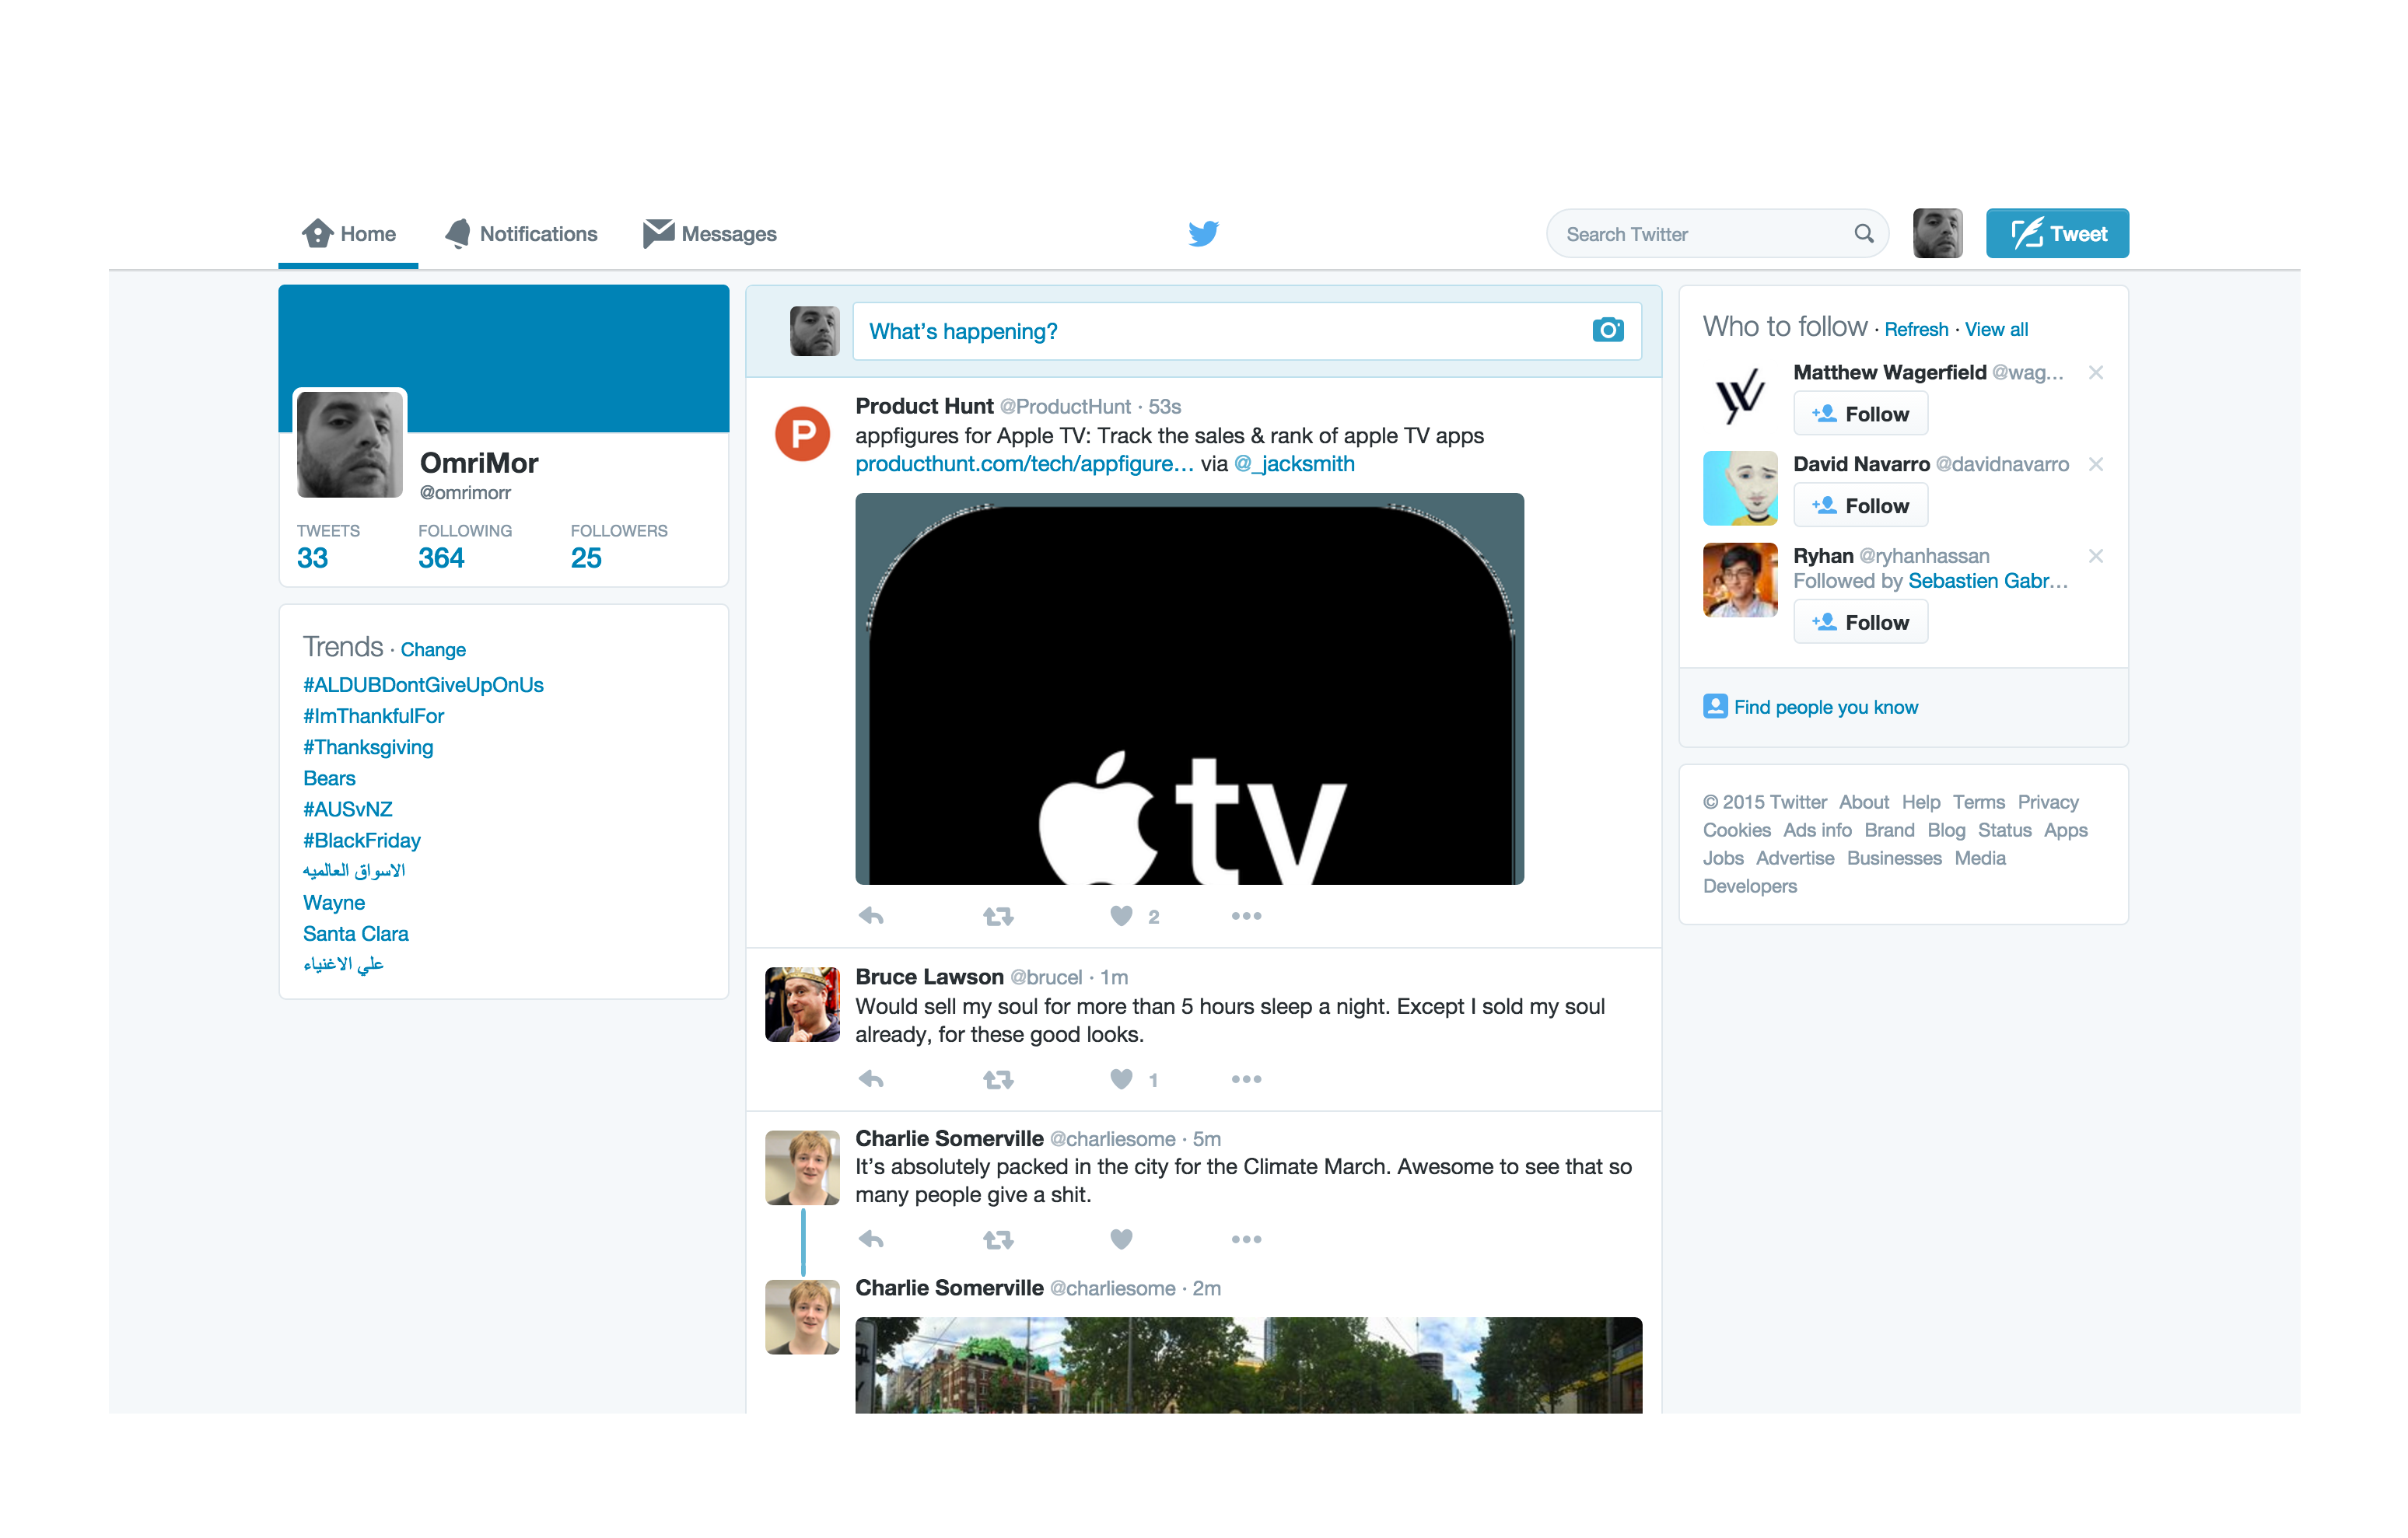 Home Notifications Messages
Search Twitter
Tweet
OmriMor
@omrimorr
TWEETS FOLLOWING FOLLOWERS
33 364 25
Trends · Change
#ALDUBDontGiveUpOnUs
#ImThankfulFor
#Thanksgiving
Bears
#AUSvNZ
#BlackFriday
الاسواق العالميه
Wayne
Santa Clara
علي الاغنياء
What's happening?
P
Product Hunt @ProductHunt · 53s
appfigures for Apple TV: Track the sales & rank of apple TV apps
producthunt.com/tech/appfigure… via @_jacksmith
tv
2
Bruce Lawson @brucel · 1m
Would sell my soul for more than 5 hours sleep a night. Except I sold my soul
already, for these good looks.
1
Charlie Somerville @charliesome · 5m
It's absolutely packed in the city for the Climate March. Awesome to see that so
many people give a shit.
Charlie Somerville @charliesome · 2m
Who to follow · Refresh · View all
Matthew Wagerfield @wag…
Follow
David Navarro @davidnavarro
Follow
Ryhan @ryhanhassan
Followed by Sebastien Gabr…
Follow
Find people you know
© 2015 Twitter About Help Terms Privacy
Cookies Ads info Brand Blog Status Apps
Jobs Advertise Businesses Media
Developers